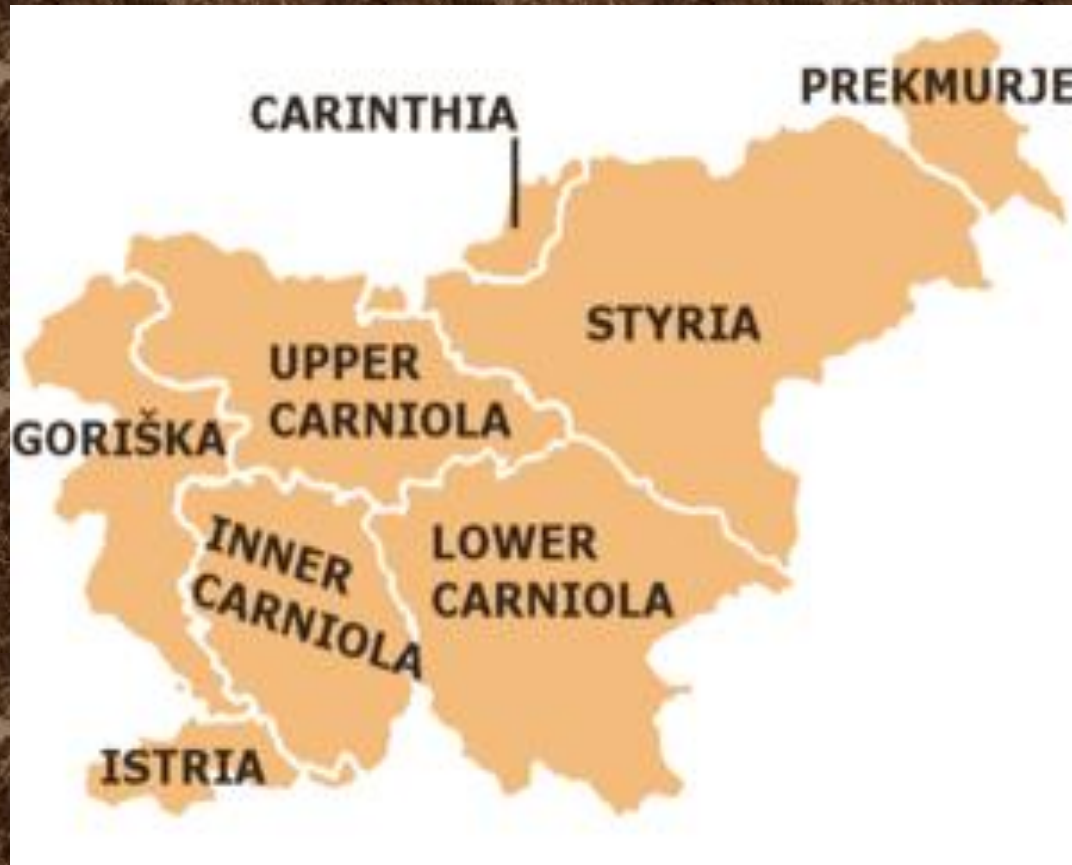 PREKMURJE
CARINTHIA
STYRIA
UPPER
CARNIOLA
GORIŠKA
INNER
CARNIOLA
LOWER
CARNIOLA
ISTRIA